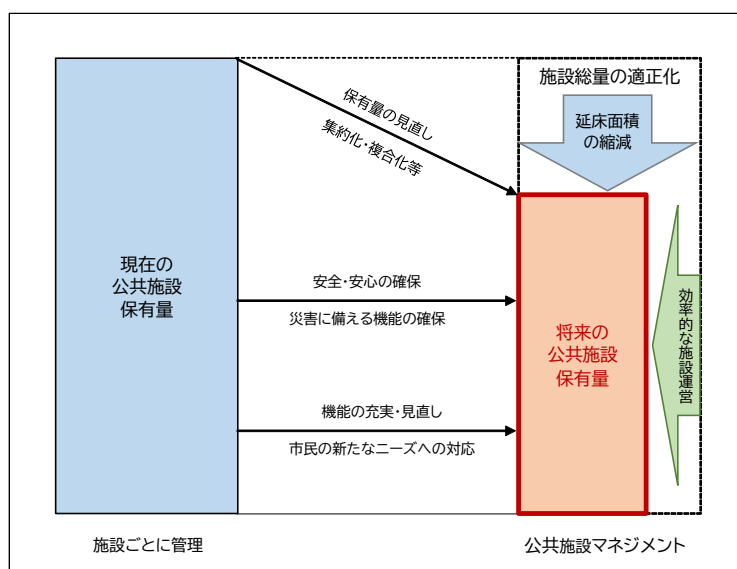 施設総量の適正化
延床面積
の縮減
保有量の見直し
集約化・複合化等
現在の
公共施設
保有量
安全・安心の確保
災害に備える機能の確保
将来の
公共施設
保有量
効率的な施設運営
機能の充実・見直し
市民の新たなニーズへの対応
施設ごとに管理
公共施設マネジメント